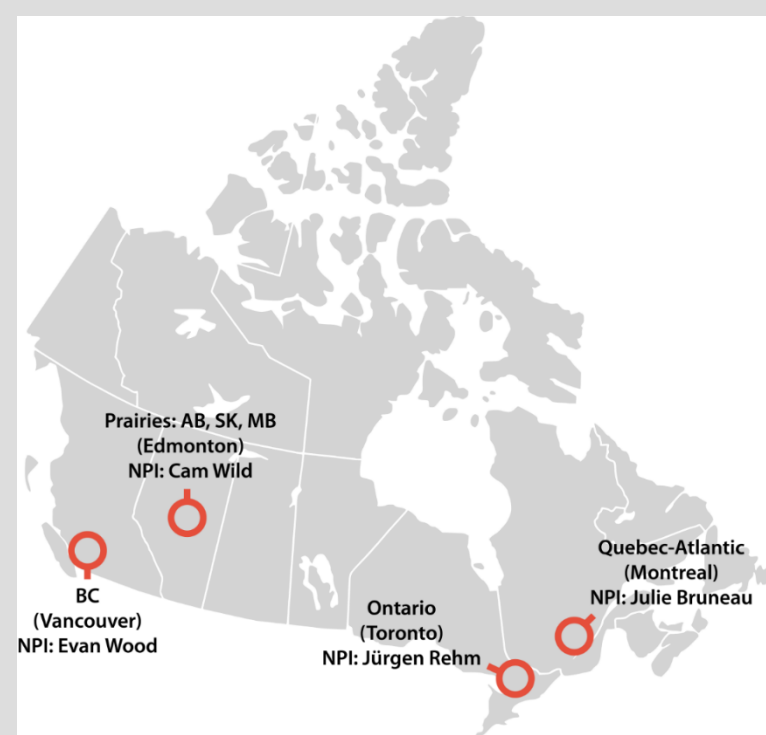 Prairies: AB, SK, MB
(Edmonton)
NPI: Cam Wild
BC
(Vancouver)
NPI: Evan Wood
Ontario
(Toronto)
NPI: Jürgen Rehm
Quebec-Atlantic
(Montreal)
NPI: Julie Bruneau